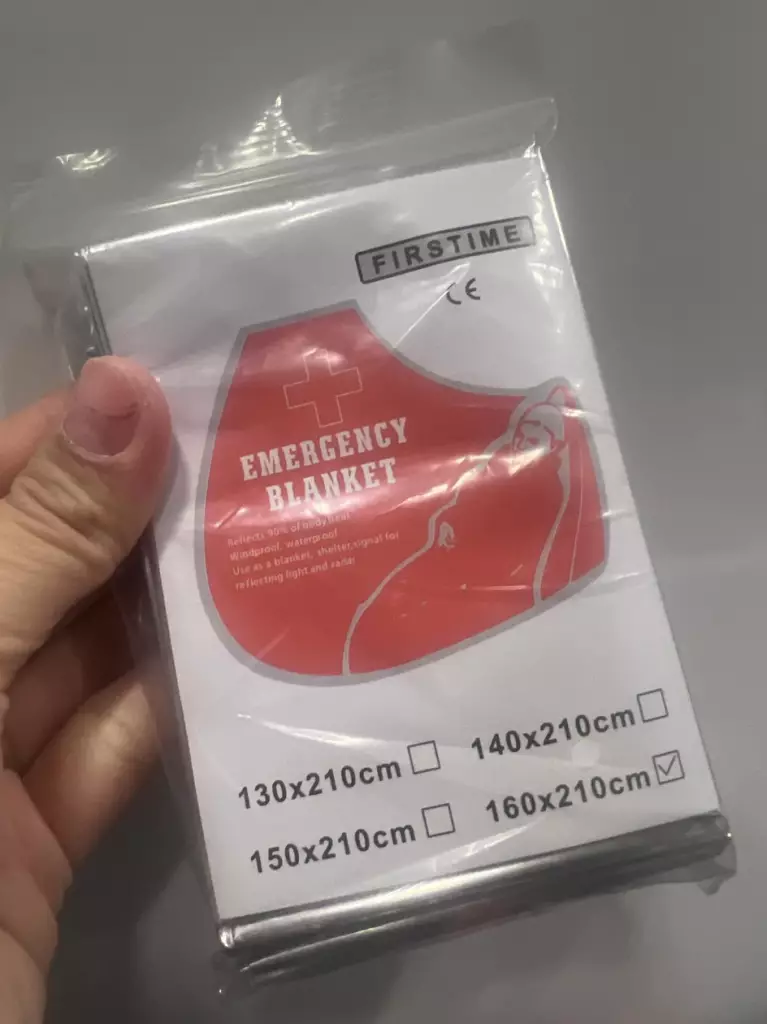 FIRSTIME
CE
EMERGENCY
BLANKET
Reflects 90% of body heat
Windproof, waterproof
Use as a blanket, shelter,signal for
reflecting light and radar
130x210cm
140x210cm
150x210cm
160x210cm